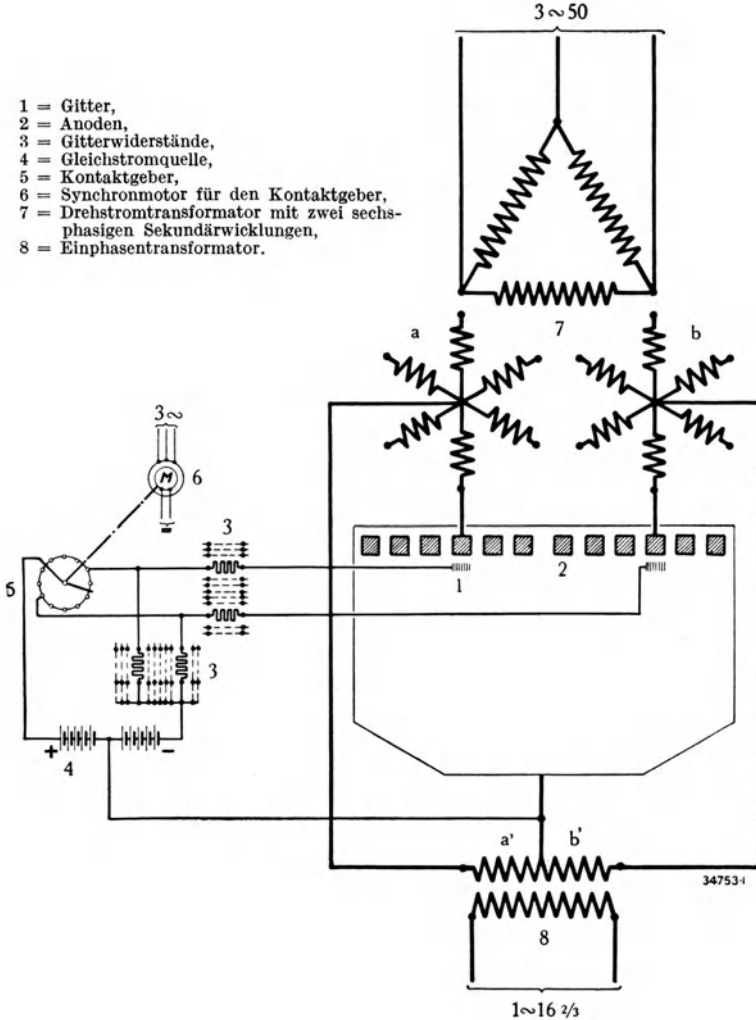 3∾50
1 = Gitter,
2 = Anoden,
3 = Gitterwiderstände,
4 = Gleichstromquelle,
5 = Kontaktgeber,
6 = Synchronmotor für den Kontaktgeber,
7 = Drehstromtransformator mit zwei sechs-
phasigen Sekundärwicklungen,
8 = Einphasentransformator.
a
7
b
3∾
M
6
3
5
1
2
3
+
4
−
a'
b'
34753-I
8
1∾16 2/3